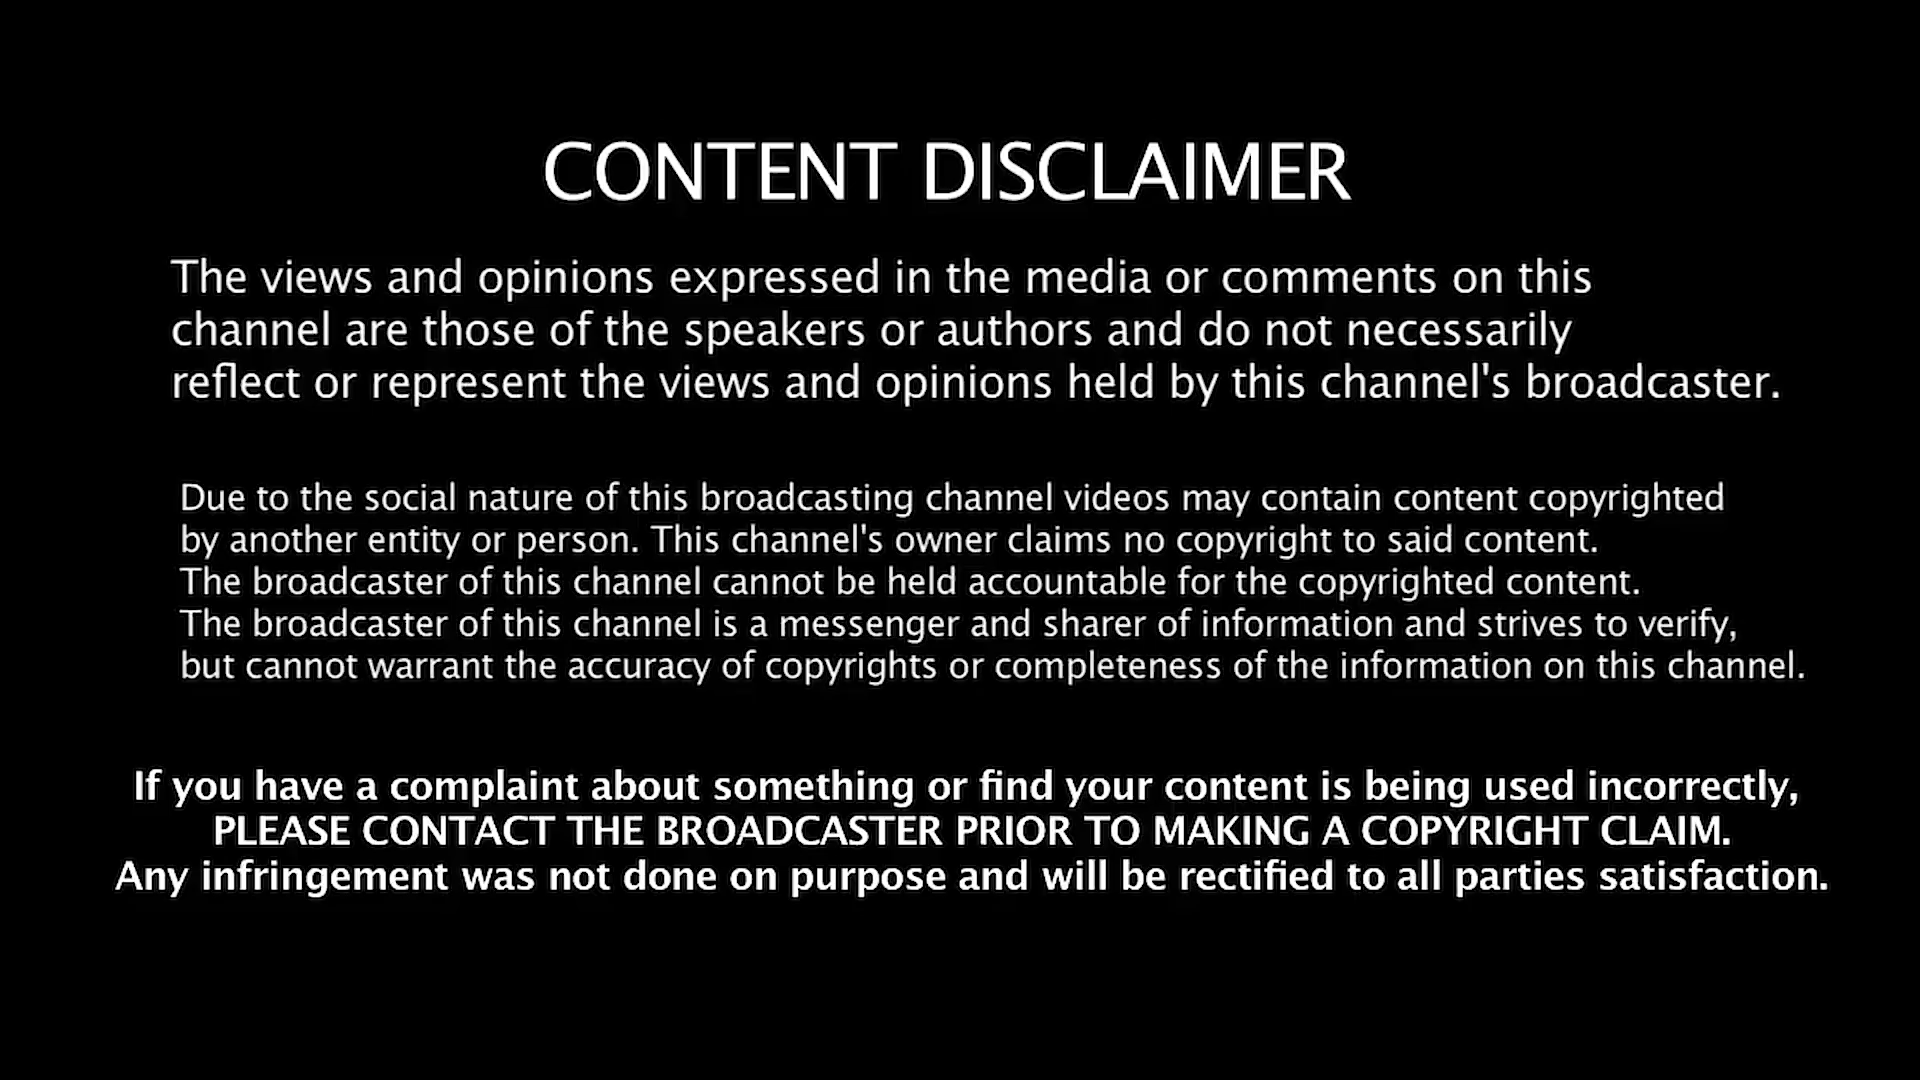 CONTENT DISCLAIMER
The views and opinions expressed in the media or comments on this
channel are those of the speakers or authors and do not necessarily
reflect or represent the views and opinions held by this channel's broadcaster.
Due to the social nature of this broadcasting channel videos may contain content copyrighted
by another entity or person. This channel's owner claims no copyright to said content.
The broadcaster of this channel cannot be held accountable for the copyrighted content.
The broadcaster of this channel is a messenger and sharer of information and strives to verify,
but cannot warrant the accuracy of copyrights or completeness of the information on this channel.
If you have a complaint about something or find your content is being used incorrectly,
PLEASE CONTACT THE BROADCASTER PRIOR TO MAKING A COPYRIGHT CLAIM.
Any infringement was not done on purpose and will be rectified to all parties satisfaction.